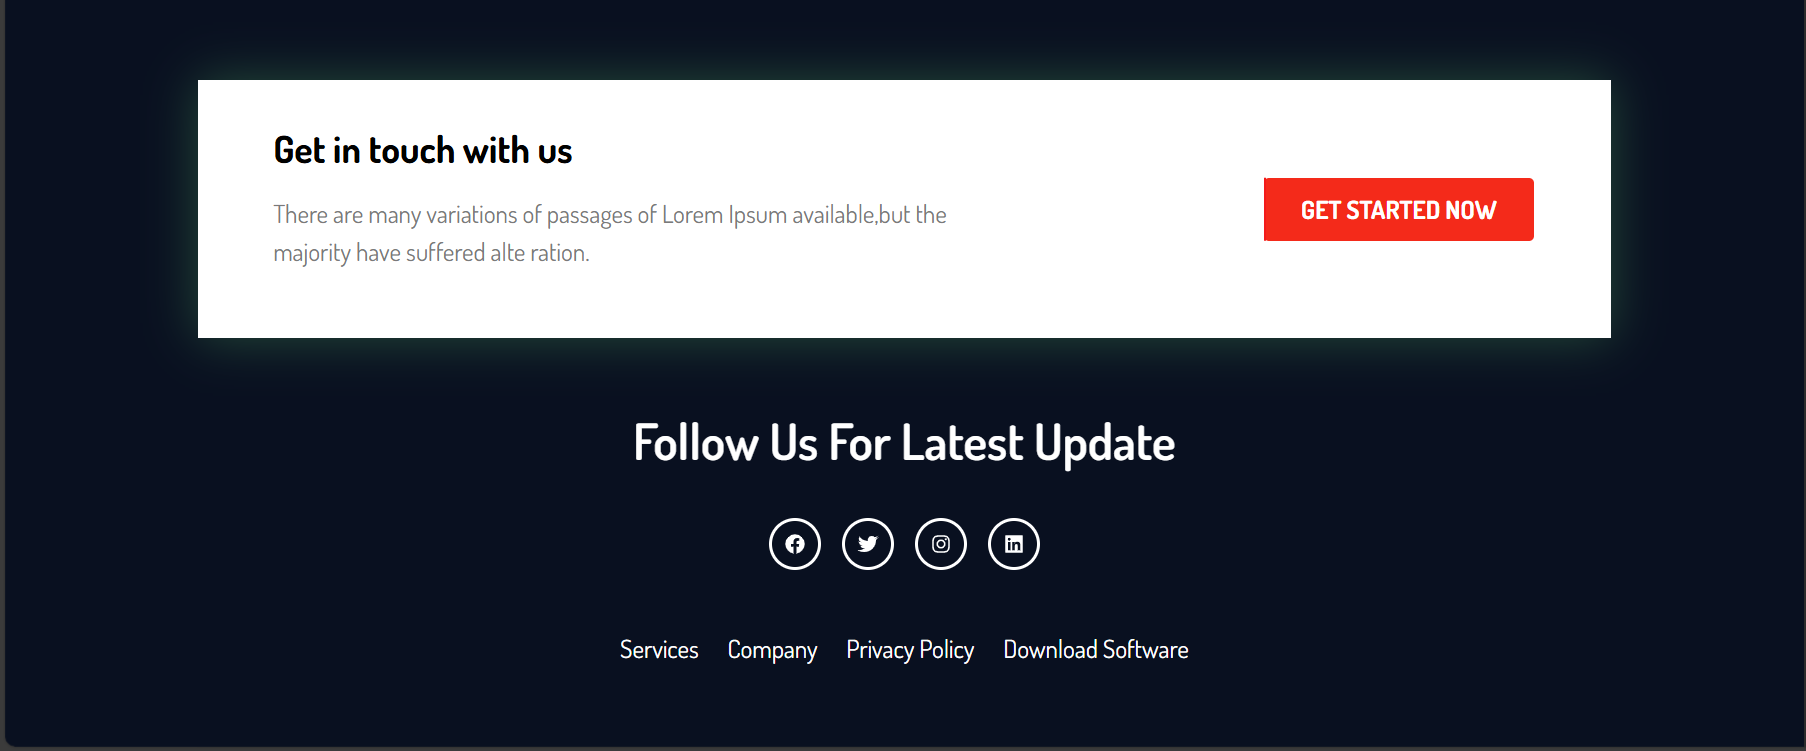 Get in touch with us
There are many variations of passages of Lorem Ipsum available,but the
majority have suffered alte ration.
GET STARTED NOW
Follow Us For Latest Update
Services Company Privacy Policy Download Software